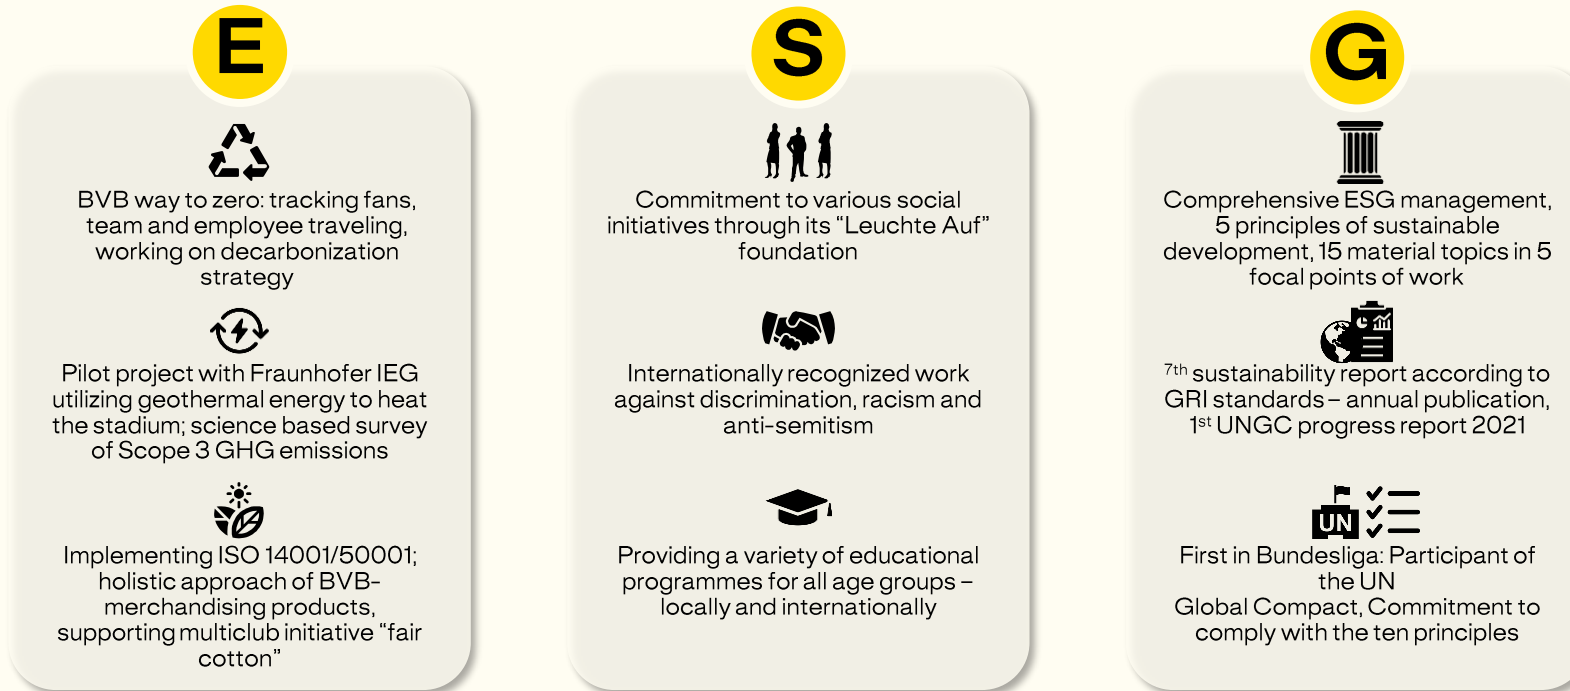 E
BVB way to zero: tracking fans,
team and employee traveling,
working on decarbonization
strategy
Pilot project with Fraunhofer IEG
utilizing geothermal energy to heat
the stadium; science based survey
of Scope 3 GHG emissions
Implementing ISO 14001/50001;
holistic approach of BVB-
merchandising products,
supporting multiclub initiative “fair
cotton”
S
Commitment to various social
initiatives through its “Leuchte Auf”
foundation
Internationally recognized work
against discrimination, racism and
anti-semitism
Providing a variety of educational
programmes for all age groups –
locally and internationally
G
Comprehensive ESG management,
5 principles of sustainable
development, 15 material topics in 5
focal points of work
7th sustainability report according to
GRI standards – annual publication,
1st UNGC progress report 2021
UN
First in Bundesliga: Participant of
the UN
Global Compact, Commitment to
comply with the ten principles